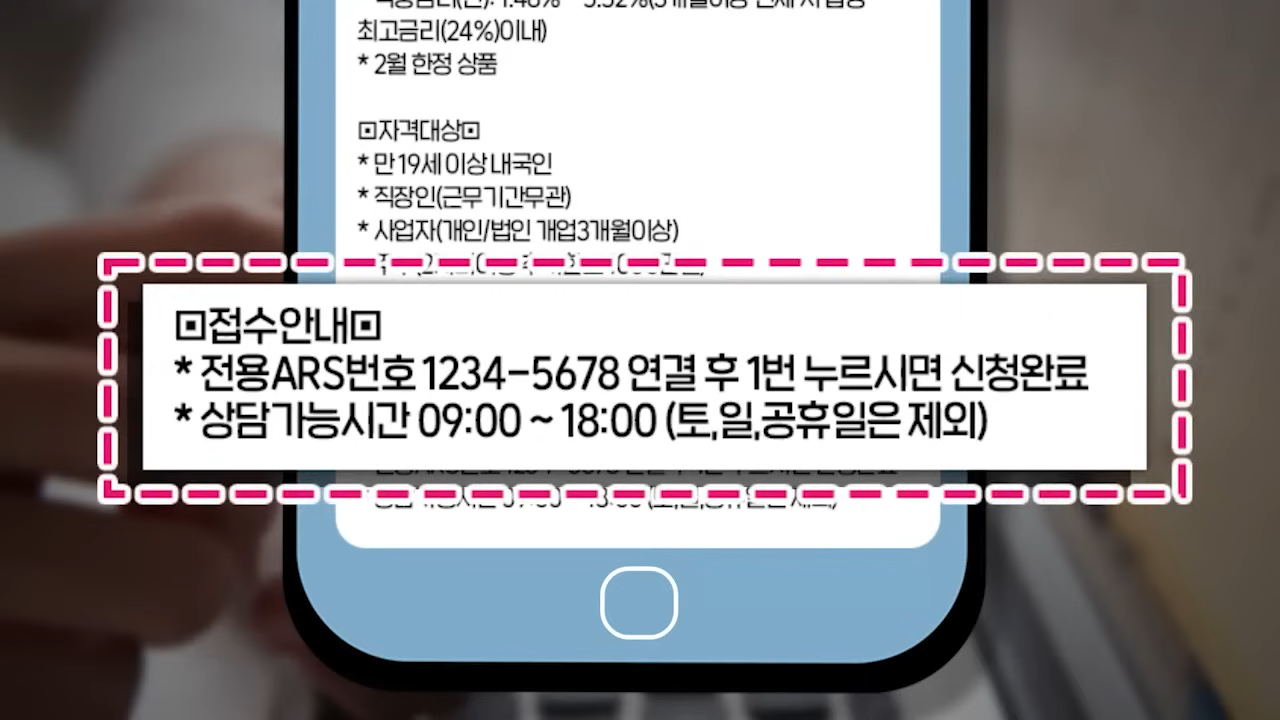 최고금리(24%)이내)
* 2월 한정 상품
▣자격대상▣
* 만 19세 이상 내국인
* 직장인(근무기간무관)
* 사업자(개인/법인 개업3개월이상)
▣접수안내▣
* 전용ARS번호 1234-5678 연결 후 1번 누르시면 신청완료
* 상담가능시간 09:00 ~ 18:00 (토,일,공휴일은 제외)